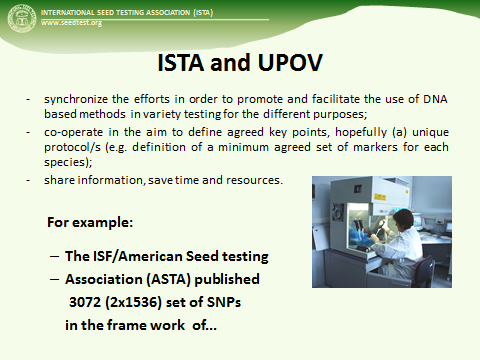 INTERNATIONAL SEED TESTING ASSOCIATION (ISTA)
www.seedtest.org
ISTA and UPOV
- synchronize the efforts in order to promote and facilitate the use of DNA
based methods in variety testing for the different purposes;
- co-operate in the aim to define agreed key points, hopefully (a) unique
protocol/s (e.g. definition of a minimum agreed set of markers for each
species);
- share information, save time and resources.
For example:
– The ISF/American Seed testing
– Association (ASTA) published
3072 (2x1536) set of SNPs
in the frame work of...